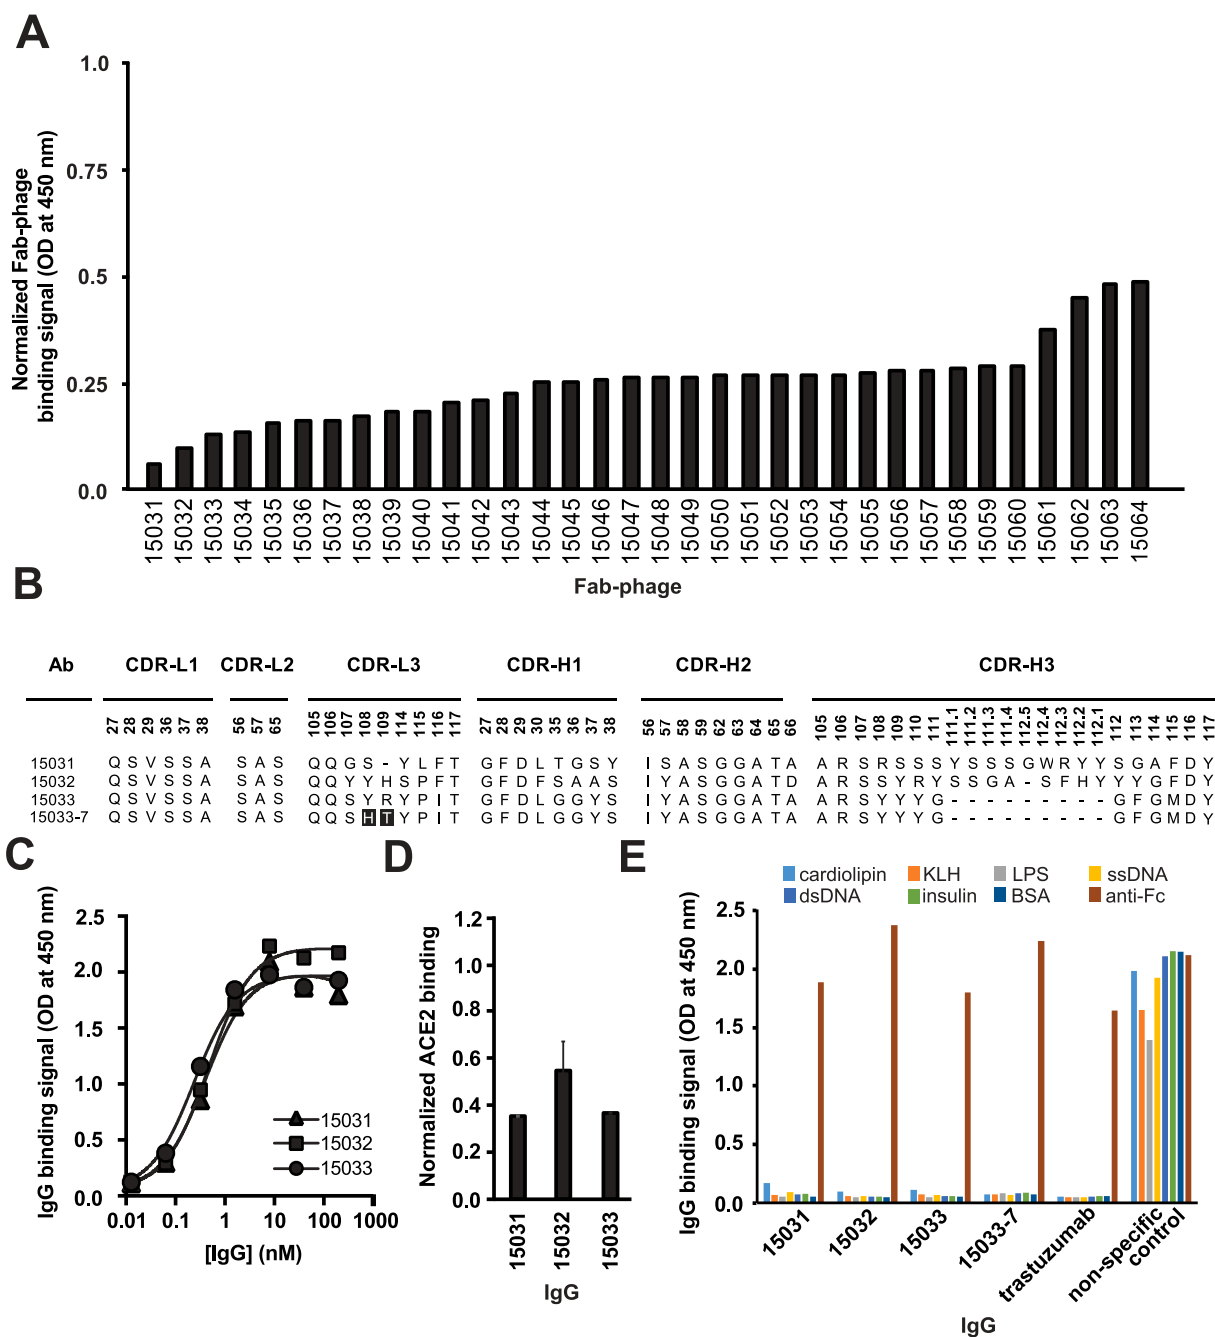 A
Normalized Fab-phage
binding signal (OD at 450 nm)
1.0
0.75
0.5
0.25
0.0
15031 15032 15033 15034 15035 15036 15037 15038 15039 15040 15041 15042 15043 15044 15045 15046 15047 15048 15049 15050 15051 15052 15053 15054 15055 15056 15057 15058 15059 15060 15061 15062 15063 15064
Fab-phage
B
Ab CDR-L1 CDR-L2 CDR-L3 CDR-H1 CDR-H2 CDR-H3
27 28 29 36 37 38 56 57 65 105 106 107 108 109 114 115 116 117 27 28 29 30 35 36 37 38 56 57 58 59 62 63 64 65 66 105 106 107 108 109 110 111 111.1 111.2 111.3 111.4 112.5 112.4 112.3 112.2 112.1 112 113 114 115 116 117
15031 Q S V S S A S A S Q Q G S - Y L F T G F D L T G S Y I S A S G G A T A A R S R S S Y S S S S G W R Y Y S G A F D Y
15032 Q S V S S A S A S Q Q Y Y H S P F T G F D F S A A S I Y A S G G A T D A R S S Y R Y S S G A - S F H Y Y G F G M D Y
15033 Q S V S S A S A S Q Q S Y R Y P I T G F D L G G Y S I Y A S G G A T A A R S Y Y Y G - - - - - - - - - G F G M D Y
15033-7 Q S V S S A S A S Q Q S H T Y P I T G F D L G G Y S I Y A S G G A T A A R S Y Y Y G - - - - - - - - - G F G M D Y
C
IgG binding signal (OD at 450 nm)
2.5
2.0
1.5
1.0
0.5
0.0
15031
15032
15033
0.01 0.1 1 10 100 1000
[IgG] (nM)
D
Normalized ACE2 binding
1.2
1.0
0.8
0.6
0.4
0.2
0.0
15031 15032 15033
IgG
E
cardiolipin KLH LPS ssDNA
dsDNA insulin BSA anti-Fc
IgG binding signal (OD at 450 nm)
2.5
2.0
1.5
1.0
0.5
0.0
15031 15032 15033 15033-7 trastuzumab non-specific
control
IgG